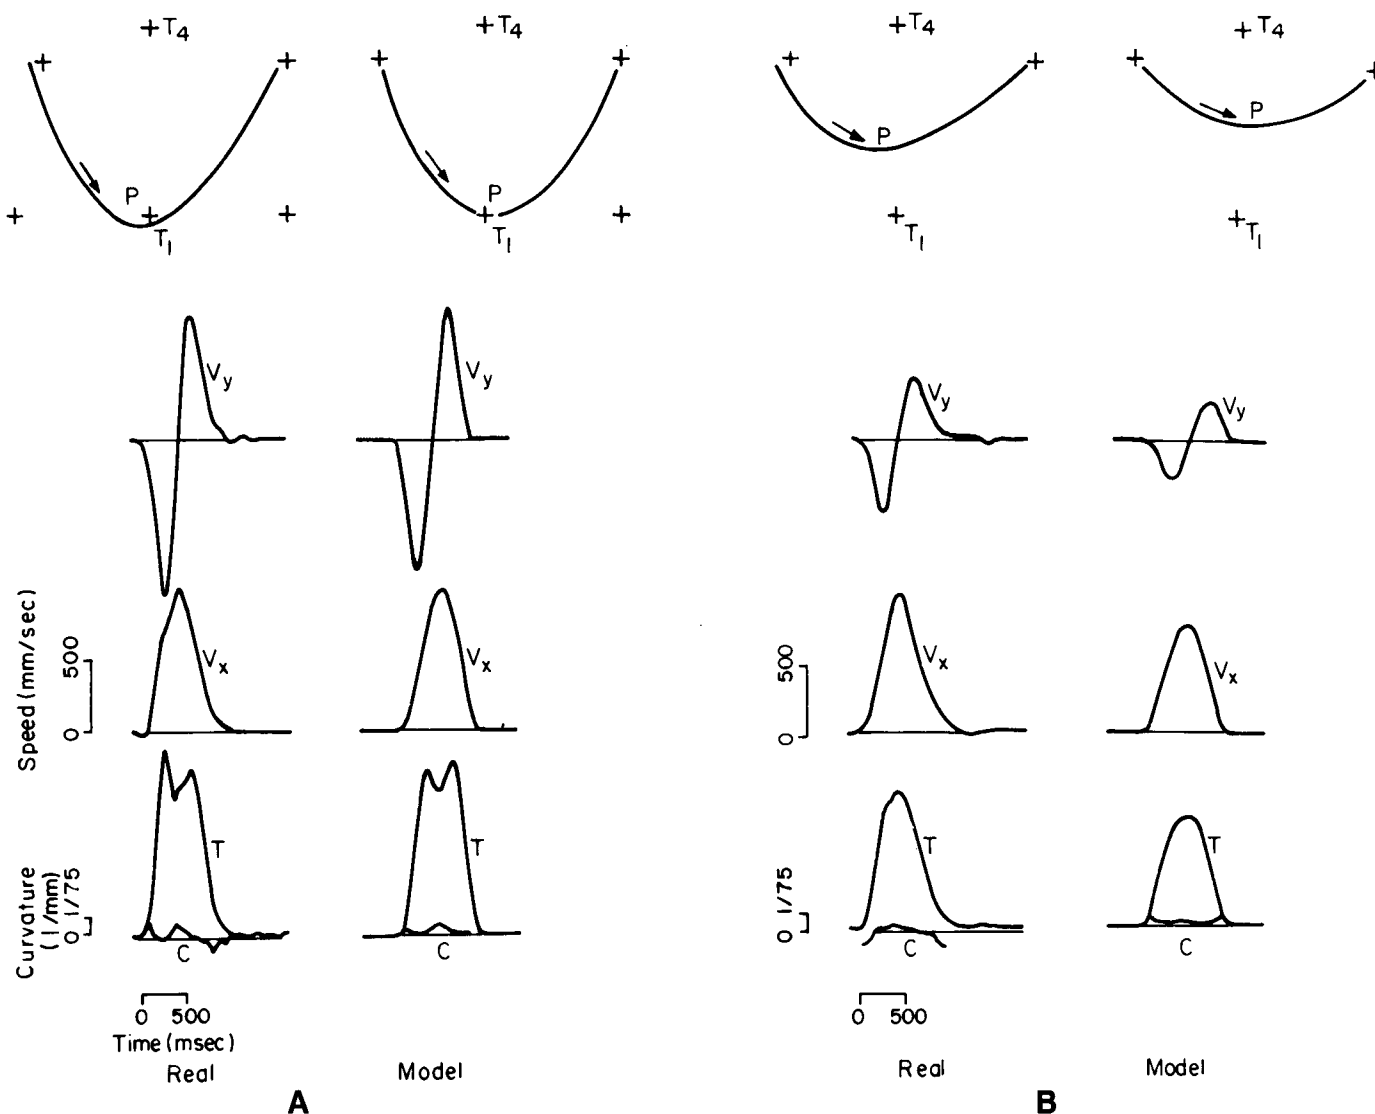 T4
T4
T4
T4
P
P
P
P
T1
T1
T1
T1
Vy
Vy
Vy
Vy
Speed (mm/sec)
500
0
Vx
Vx
500
0
Vx
Vx
Curvature
(1/mm)
0 1/75
T
T
0 1/75
T
T
C
C
C
C
0 500
Time (msec)
0 500
Real
Model
Real
Model
A
B